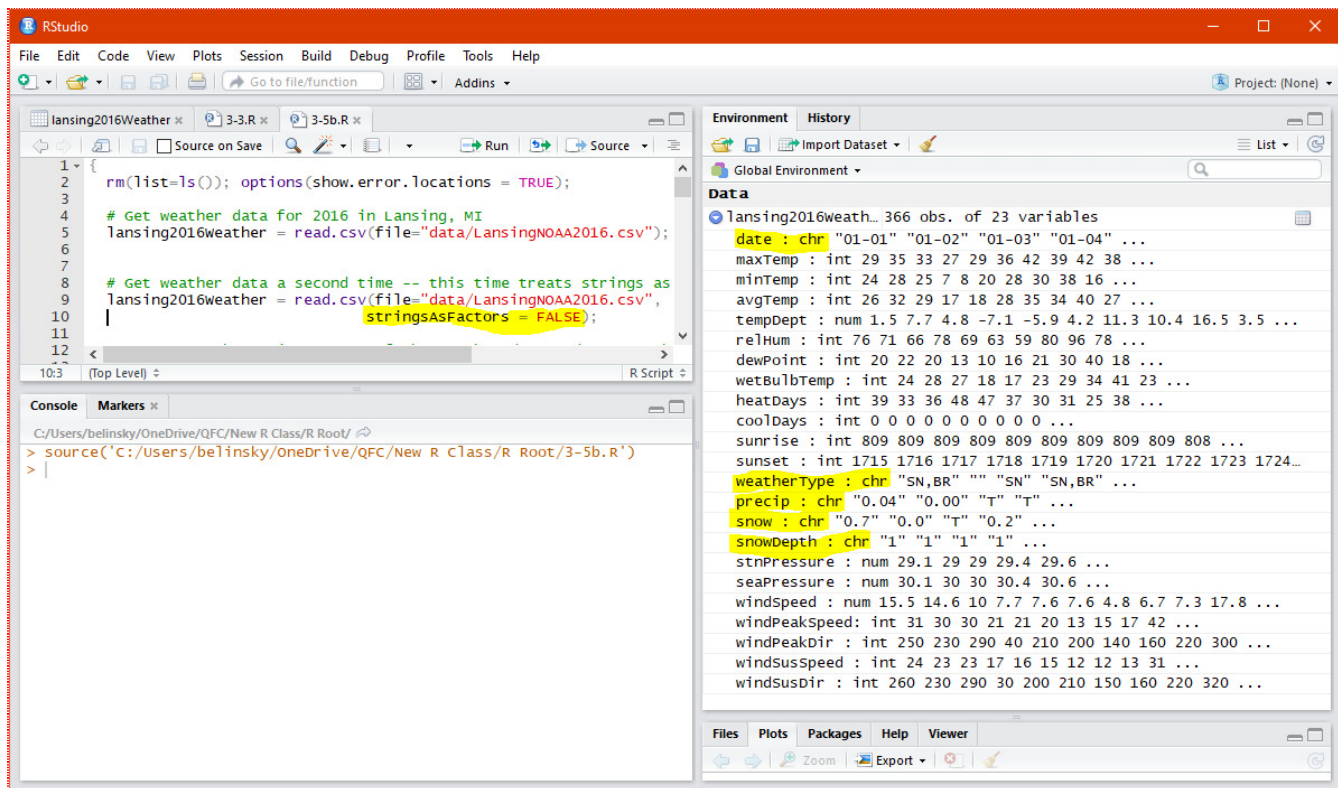 RStudio
File Edit Code View Plots Session Build Debug Profile Tools Help
Go to file/function Addins Project: (None)
lansing2016Weather × 3-3.R × 3-5b.R ×
Source on Save Run Source
1 {
2 rm(list=ls()); options(show.error.locations = TRUE);
3
4 # Get weather data for 2016 in Lansing, MI
5 lansing2016Weather = read.csv(file="data/LansingNOAA2016.csv");
6
7
8 # Get weather data a second time -- this time treats strings as
9 lansing2016Weather = read.csv(file="data/LansingNOAA2016.csv",
10 stringsAsFactors = FALSE);
11
12
10:3 (Top Level) R Script
Console Markers ×
C:/Users/belinsky/OneDrive/QFC/New R Class/R Root/
> source('C:/Users/belinsky/OneDrive/QFC/New R Class/R Root/3-5b.R')
>
Environment History
Import Dataset List
Global Environment
Data
lansing2016Weath… 366 obs. of 23 variables
date : chr "01-01" "01-02" "01-03" "01-04" ...
maxTemp : int 29 35 33 27 29 36 42 39 42 38 ...
minTemp : int 24 28 25 7 8 20 28 30 38 16 ...
avgTemp : int 26 32 29 17 18 28 35 34 40 27 ...
tempDept : num 1.5 7.7 4.8 -7.1 -5.9 4.2 11.3 10.4 16.5 3.5 ...
relHum : int 76 71 66 78 69 63 59 80 96 78 ...
dewPoint : int 20 22 20 13 10 16 21 30 40 18 ...
wetBulbTemp : int 24 28 27 18 17 23 29 34 41 23 ...
heatDays : int 39 33 36 48 47 37 30 31 25 38 ...
coolDays : int 0 0 0 0 0 0 0 0 0 0 ...
sunrise : int 809 809 809 809 809 809 809 809 809 808 ...
sunset : int 1715 1716 1717 1718 1719 1720 1721 1722 1723 1724…
weatherType : chr "SN,BR" "" "SN" "SN,BR" ...
precip : chr "0.04" "0.00" "T" "T" ...
snow : chr "0.7" "0.0" "T" "0.2" ...
snowDepth : chr "1" "1" "1" "1" ...
stnPressure : num 29.1 29 29 29.4 29.6 ...
seaPressure : num 30.1 30 30 30.4 30.6 ...
windSpeed : num 15.5 14.6 10 7.7 7.6 7.6 4.8 6.7 7.3 17.8 ...
windPeakSpeed: int 31 30 30 21 21 20 13 15 17 42 ...
windPeakDir : int 250 230 290 40 210 200 140 160 220 300 ...
windSusSpeed : int 24 23 23 17 16 15 12 12 13 31 ...
windSusDir : int 260 230 290 30 200 210 150 160 220 320 ...
Files Plots Packages Help Viewer
Zoom Export